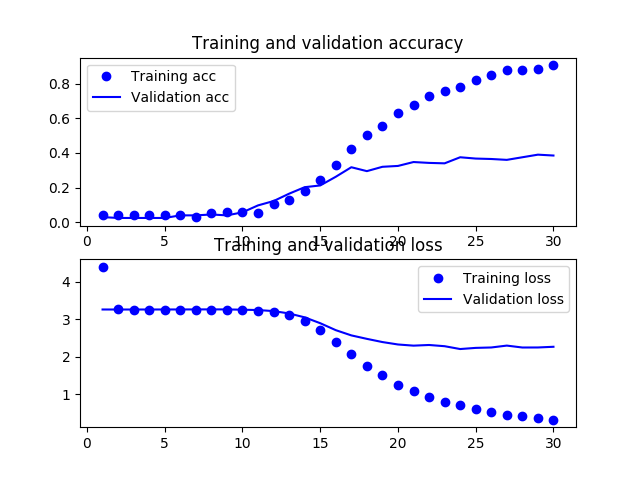 Training and validation accuracy
0.8
0.6
0.4
0.2
0.0
Training acc
Validation acc
0 5 10 15 20 25 30
Training and validation loss
4
3
2
1
Training loss
Validation loss
0 5 10 15 20 25 30